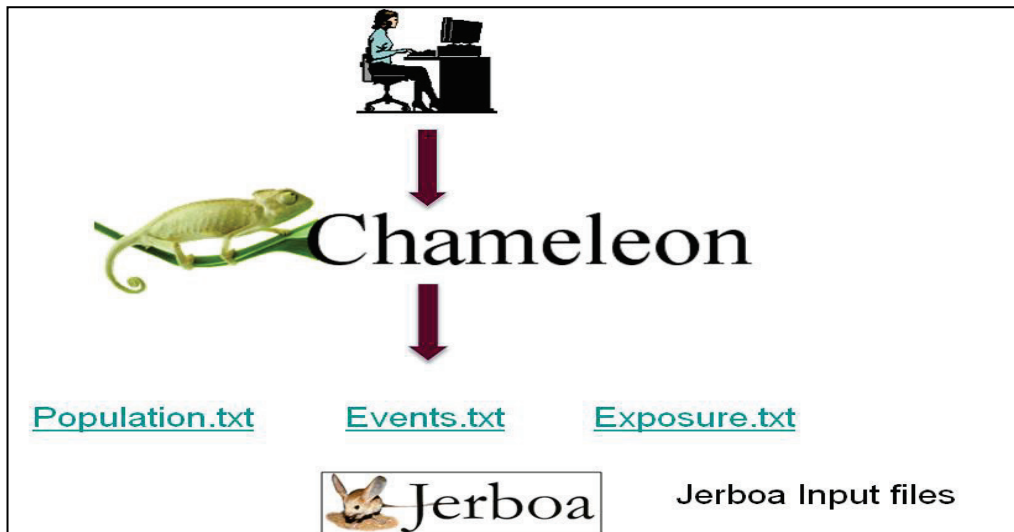 Chameleon
Population.txt Events.txt Exposure.txt
Jerboa Jerboa Input files